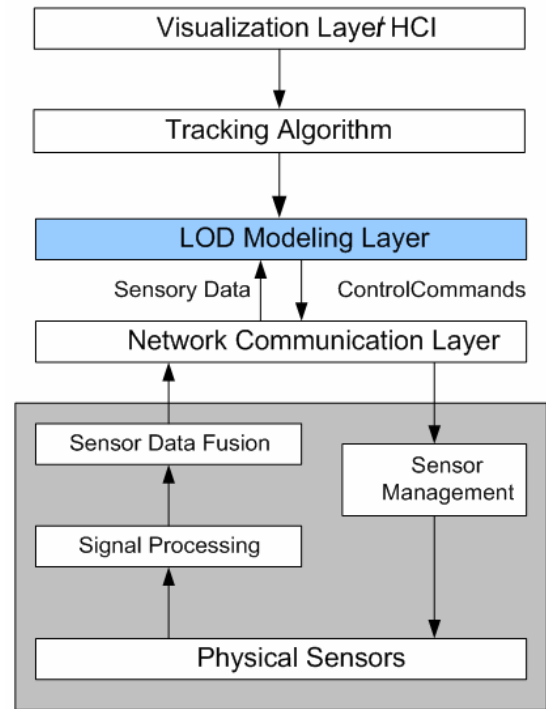 Visualization Layer/ HCI
Tracking Algorithm
LOD Modeling Layer
Sensory Data
ControlCommands
Network Communication Layer
Sensor Data Fusion
Sensor
Management
Signal Processing
Physical Sensors